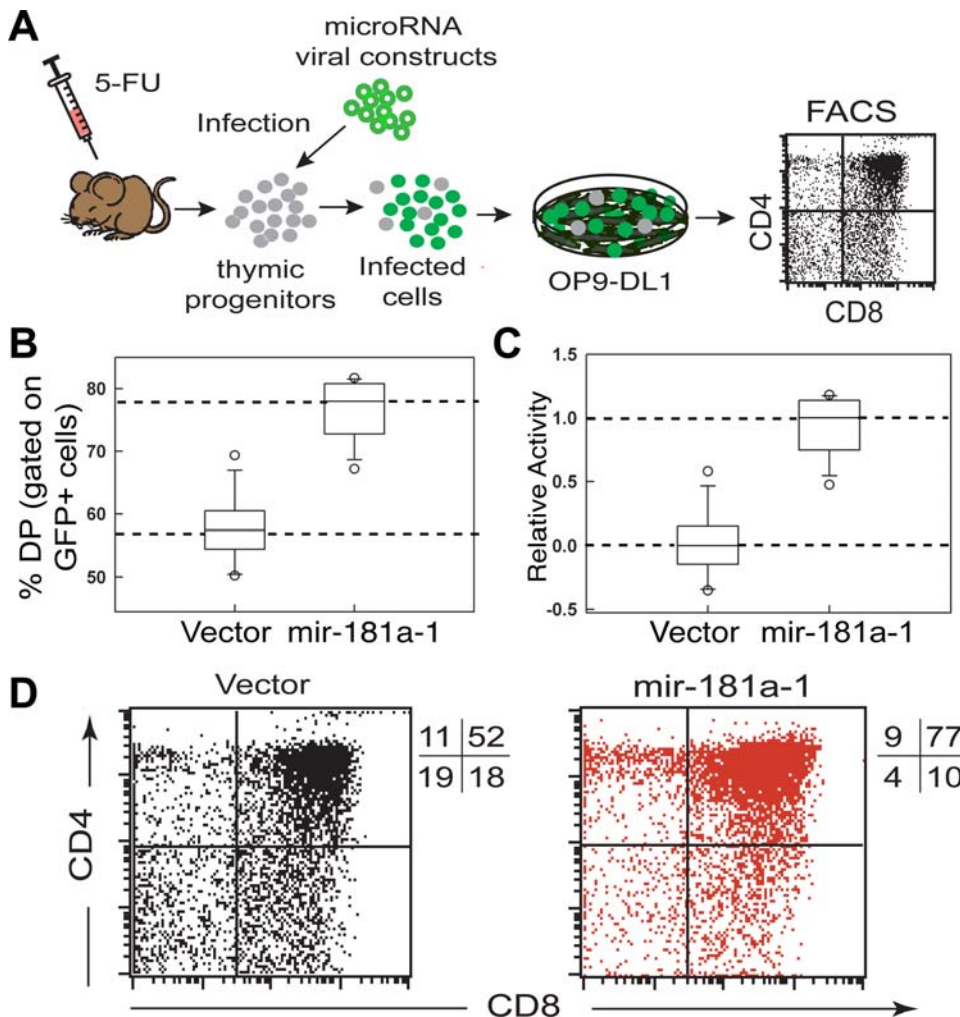 A
5-FU
microRNA
viral constructs
Infection
thymic
progenitors
Infected
cells
OP9-DL1
FACS
CD4
CD8
B
% DP (gated on
GFP+ cells)
80
70
60
50
Vector mir-181a-1
C
Relative Activity
1.5
1.0
0.5
0.0
-0.5
Vector mir-181a-1
D
Vector
11 52
19 18
mir-181a-1
9 77
4 10
CD4
CD8